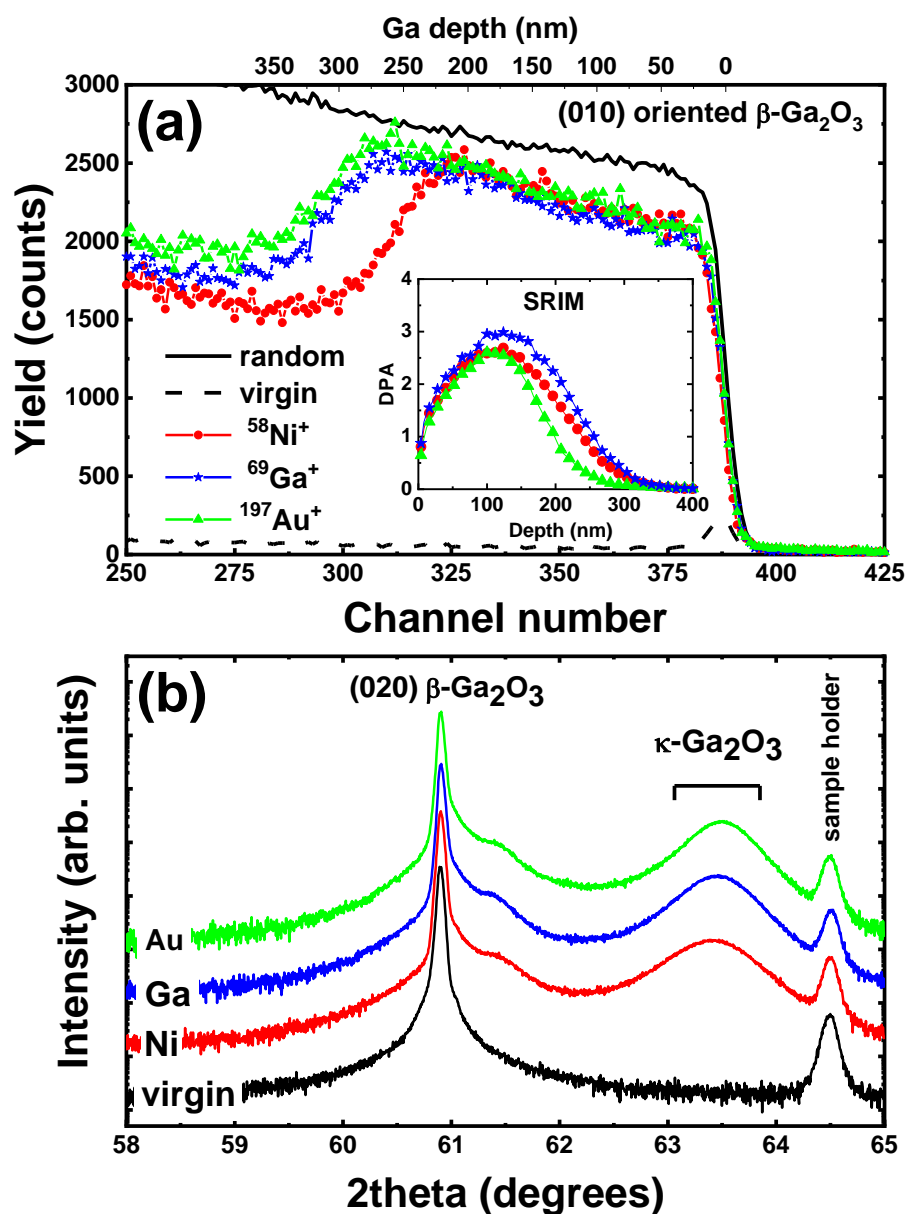 Ga depth (nm)
350 300 250 200 150 100 50 0
3000
2500
2000
1500
1000
500
0
Yield (counts)
(a)
(010) oriented β-Ga₂O₃
random
virgin
⁵⁸Ni⁺
⁶⁹Ga⁺
¹⁹⁷Au⁺
SRIM
DPA
4
3
2
1
0
0 100 200 300 400
Depth (nm)
250 275 300 325 350 375 400 425
Channel number
(b)
(020) β-Ga₂O₃
κ-Ga₂O₃
sample holder
Intensity (arb. units)
Au
Ga
Ni
virgin
58 59 60 61 62 63 64 65
2theta (degrees)